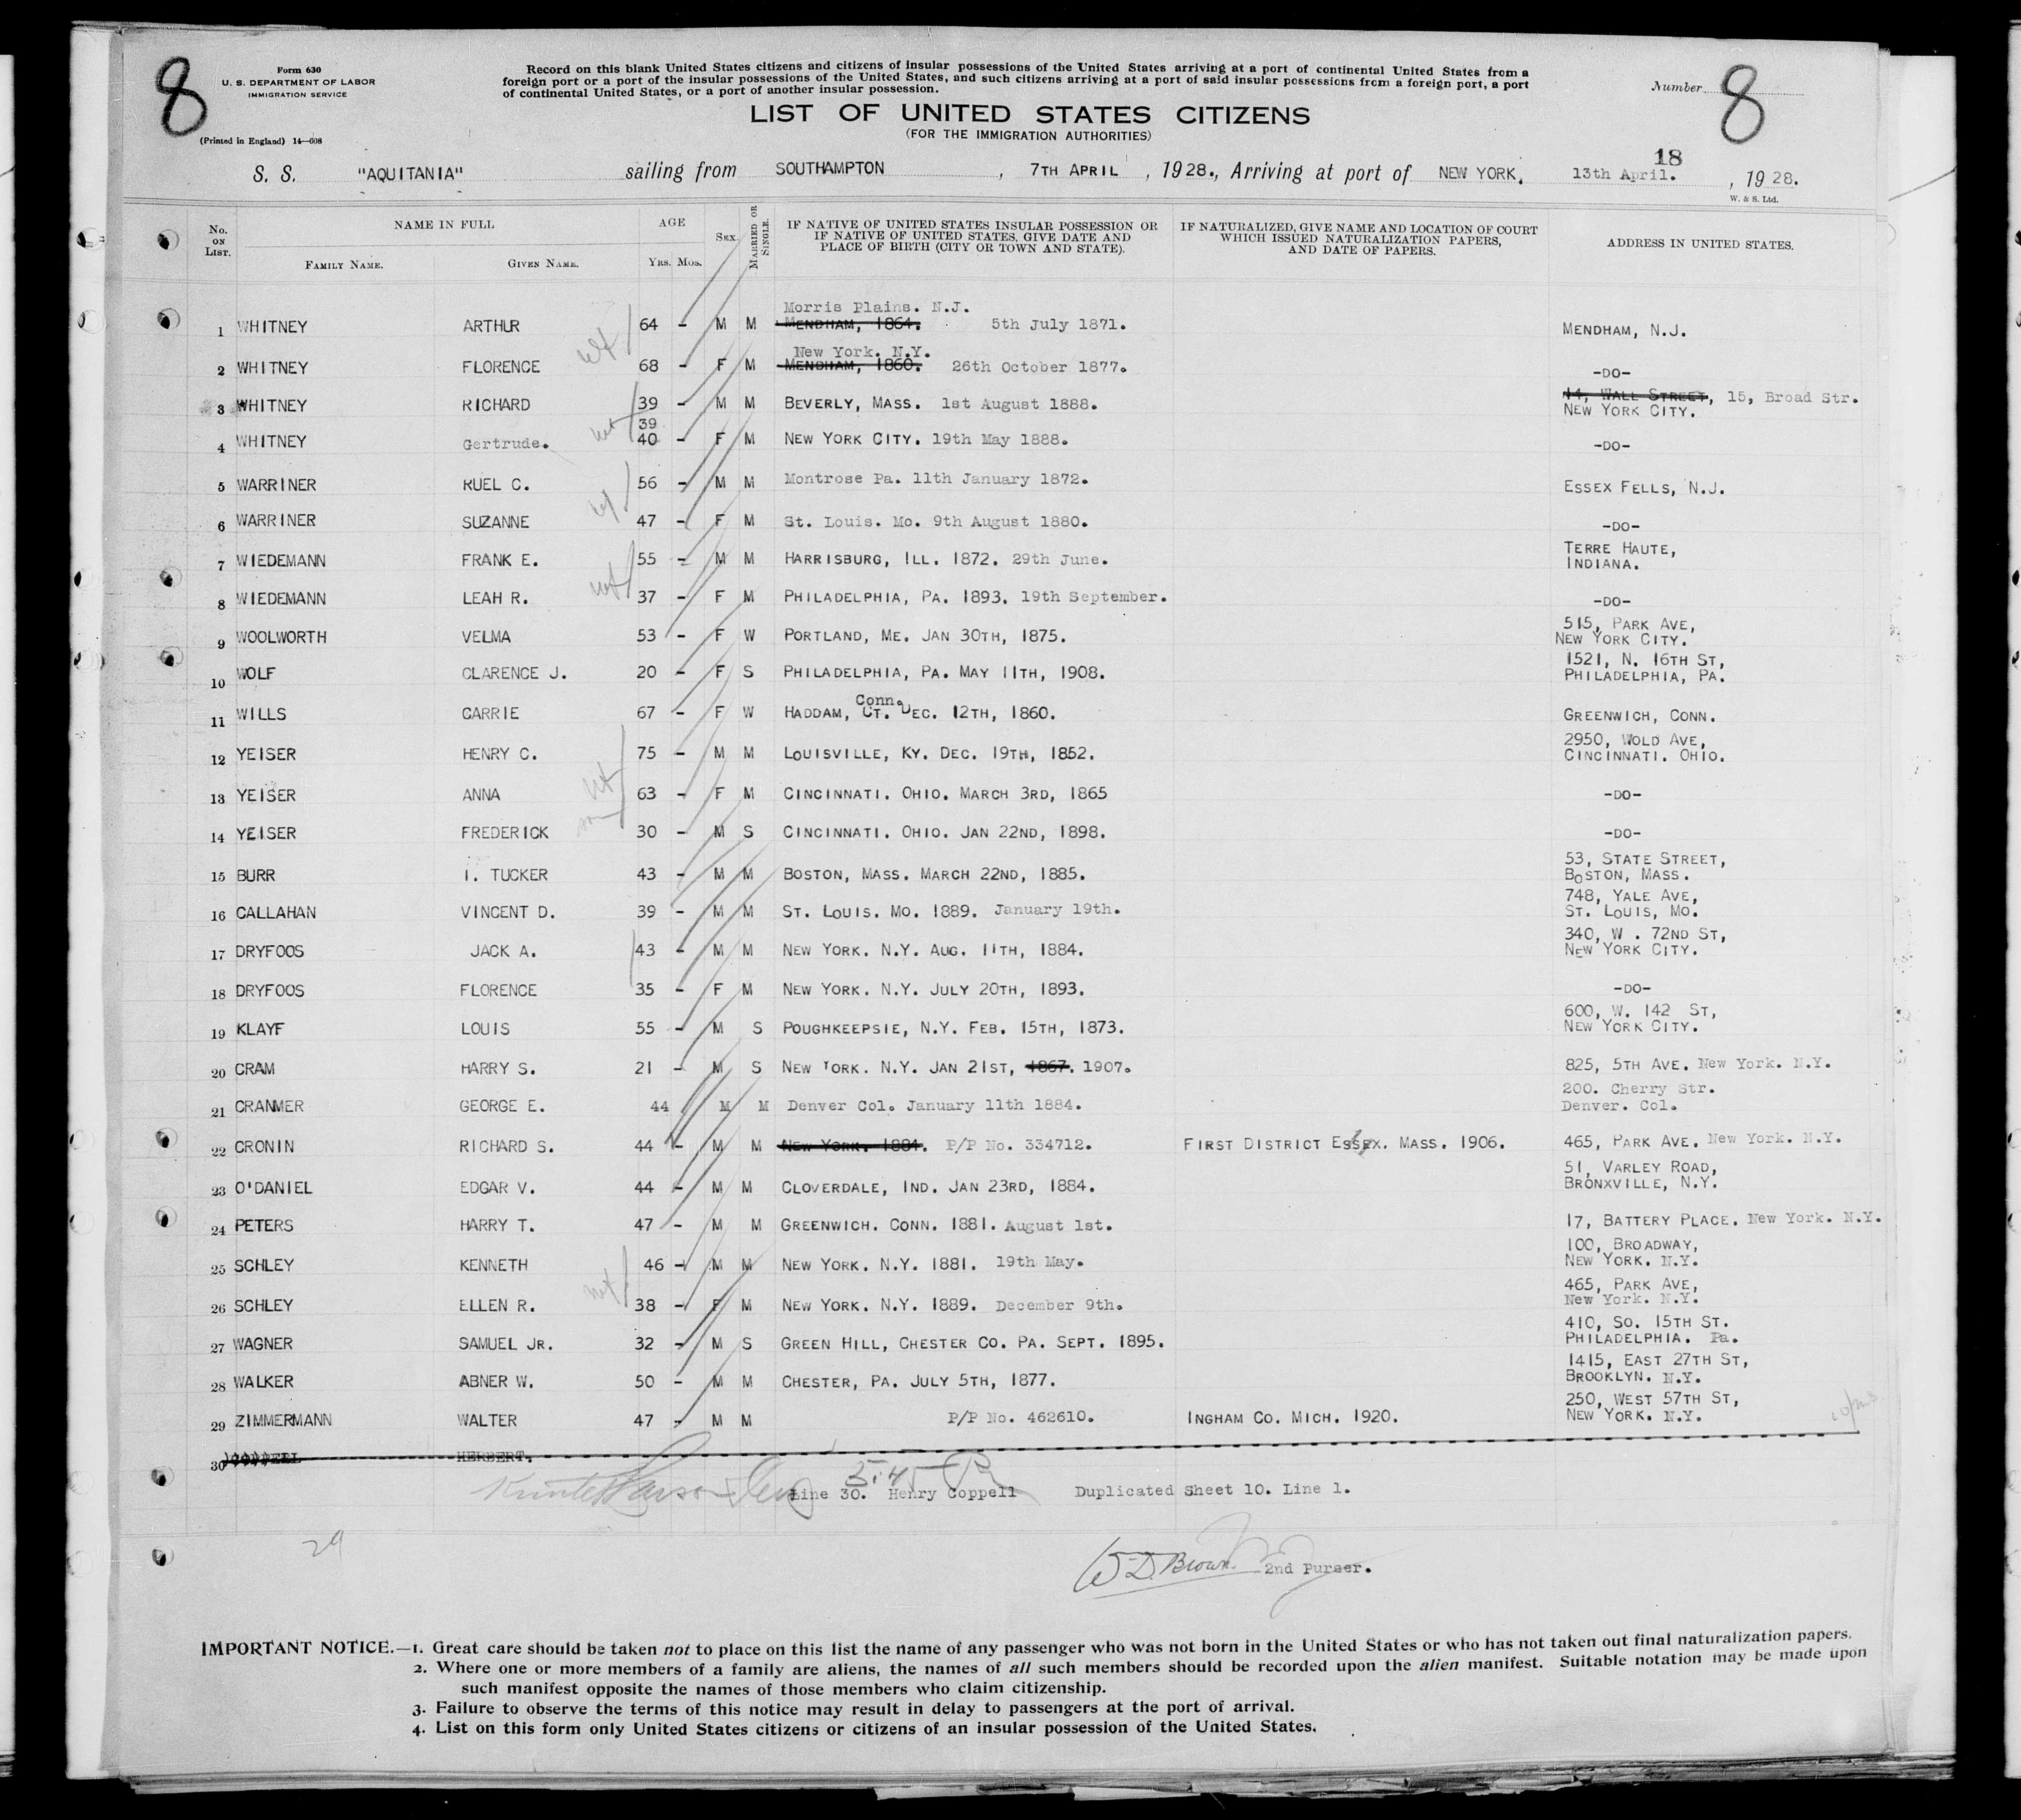 8
Form 630
U. S. DEPARTMENT OF LABOR
IMMIGRATION SERVICE
(Printed in England) 14—608
Record on this blank United States citizens and citizens of insular possessions of the United States arriving at a port of continental United States from a
foreign port or a port of the insular possessions of the United States, and such citizens arriving at a port of said insular possessions from a foreign port, a port
of continental United States, or a port of another insular possession.
Number 8
LIST OF UNITED STATES CITIZENS
(FOR THE IMMIGRATION AUTHORITIES)
18
S. S. "AQUITANIA" sailing from SOUTHAMPTON, 7TH APRIL, 1928., Arriving at port of NEW YORK. 13th April., 1928.
W. & S. Ltd.
No. ON LIST. NAME IN FULL AGE SEX. MARRIED OR SINGLE. IF NATIVE OF UNITED STATES INSULAR POSSESSION OR IF NATIVE OF UNITED STATES, GIVE DATE AND PLACE OF BIRTH (CITY OR TOWN AND STATE). IF NATURALIZED, GIVE NAME AND LOCATION OF COURT WHICH ISSUED NATURALIZATION PAPERS, AND DATE OF PAPERS. ADDRESS IN UNITED STATES.
FAMILY NAME. GIVEN NAME. YRS. MOS.
Morris Plains. N.J.
1 WHITNEY ARTHUR 64 - M M MENDHAM, 1864. 5th July 1871. MENDHAM, N.J.
New York. N.Y.
2 WHITNEY FLORENCE 68 - F M MENDHAM, 1860. 26th October 1877. -DO-
3 WHITNEY RICHARD 39 - M M BEVERLY, MASS. 1st August 1888. 14, WALL STREET, 15, Broad Str.
NEW YORK CITY.
39
4 WHITNEY Gertrude. 40 - F M NEW YORK CITY. 19th May 1888. -DO-
5 WARRINER RUEL C. 56 - M M Montrose Pa. 11th January 1872. ESSEX FELLS, N.J.
6 WARRINER SUZANNE 47 - F M St. Louis. Mo. 9th August 1880. -DO-
7 WIEDEMANN FRANK E. 55 - M M HARRISBURG, ILL. 1872. 29th June. TERRE HAUTE,
INDIANA.
8 WIEDEMANN LEAH R. 37 - F M PHILADELPHIA, PA. 1893. 19th September. -DO-
9 WOOLWORTH VELMA 53 - F W PORTLAND, ME. JAN 30TH, 1875. 515, PARK AVE,
NEW YORK CITY.
10 WOLF CLARENCE J. 20 - F S PHILADELPHIA, PA. MAY 11TH, 1908. 1521, N. 16TH ST,
PHILADELPHIA, PA.
Conn.
11 WILLS CARRIE 67 - F W HADDAM, CT. DEC. 12TH, 1860. GREENWICH, CONN.
12 YEISER HENRY C. 75 - M M LOUISVILLE, KY. DEC. 19TH, 1852. 2950, WOLD AVE,
CINCINNATI. OHIO.
13 YEISER ANNA 63 - F M CINCINNATI. OHIO. MARCH 3RD, 1865 -DO-
14 YEISER FREDERICK 30 - M S CINCINNATI. OHIO. JAN 22ND, 1898. -DO-
15 BURR I. TUCKER 43 - M M BOSTON, MASS. MARCH 22ND, 1885. 53, STATE STREET,
BOSTON, MASS.
16 CALLAHAN VINCENT D. 39 - M M ST. LOUIS. MO. 1889. January 19th. 748, YALE AVE,
ST. LOUIS, MO.
17 DRYFOOS JACK A. 43 - M M NEW YORK. N.Y. AUG. 11TH, 1884. 340, W . 72ND ST,
NEW YORK CITY.
18 DRYFOOS FLORENCE 35 - F M NEW YORK. N.Y. JULY 20TH, 1893. -DO-
19 KLAYF LOUIS 55 - M S POUGHKEEPSIE, N.Y. FEB. 15TH, 1873. 600, W. 142 ST,
NEW YORK CITY.
20 CRAM HARRY S. 21 - M S NEW YORK. N.Y. JAN 21ST, 1867. 1907. 825, 5TH AVE. New York. N.Y.
21 CRANMER GEORGE E. 44 M M Denver Col. January 11th 1884. 200. Cherry Str.
Denver. Col.
22 CRONIN RICHARD S. 44 - M M NEW YORK. 1884. P/P No. 334712. FIRST DISTRICT ESSEX. MASS. 1906. 465, PARK AVE. New York. N.Y.
23 O'DANIEL EDGAR V. 44 - M M CLOVERDALE, IND. JAN 23RD, 1884. 51, VARLEY ROAD,
BRONXVILLE, N.Y.
24 PETERS HARRY T. 47 - M M GREENWICH. CONN. 1881. August 1st. 17, BATTERY PLACE. New York. N.Y.
25 SCHLEY KENNETH 46 - M M NEW YORK. N.Y. 1881. 19th May. 100, BROADWAY,
NEW YORK. N.Y.
26 SCHLEY ELLEN R. 38 - F M NEW YORK. N.Y. 1889. December 9th. 465, PARK AVE,
New York. N.Y.
27 WAGNER SAMUEL JR. 32 - M S GREEN HILL, CHESTER CO. PA. SEPT. 1895. 410, SO. 15TH ST.
PHILADELPHIA. Pa.
28 WALKER ABNER W. 50 - M M CHESTER, PA. JULY 5TH, 1877. 1415, EAST 27TH ST,
BROOKLYN. N.Y.
29 ZIMMERMANN WALTER 47 - M M P/P No. 462610. INGHAM CO. MICH. 1920. 250, WEST 57TH ST,
NEW YORK. N.Y.
30 HERBERT.
5.45
Line 30. Henry Coppell Duplicated Sheet 10. Line 1.
29
W D. Brown. 2nd Purser.
IMPORTANT NOTICE.—1. Great care should be taken not to place on this list the name of any passenger who was not born in the United States or who has not taken out final naturalization papers.
2. Where one or more members of a family are aliens, the names of all such members should be recorded upon the alien manifest. Suitable notation may be made upon
such manifest opposite the names of those members who claim citizenship.
3. Failure to observe the terms of this notice may result in delay to passengers at the port of arrival.
4. List on this form only United States citizens or citizens of an insular possession of the United States.